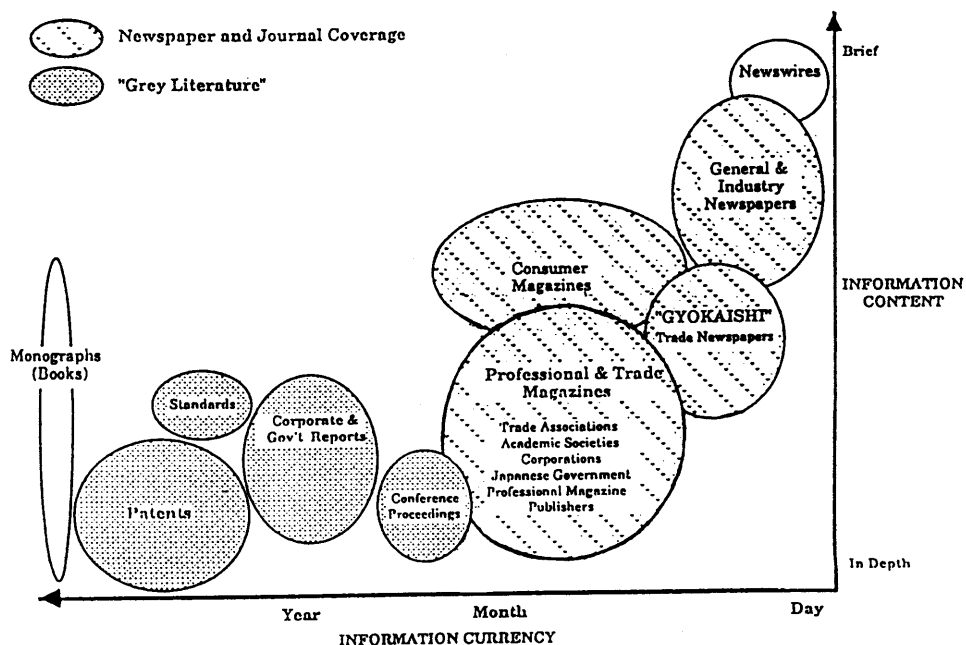 Newspaper and Journal Coverage
"Grey Literature"
Brief
Newswires
General &
Industry
Newspapers
Consumer
Magazines
INFORMATION
CONTENT
"GYOKAISHI"
Trade Newspapers
Monographs
(Books)
Professional & Trade
Magazines
Standards
Corporate &
Gov't Reports
Trade Associations
Academic Societies
Corporations
Japanese Government
Professional Magazine
Publishers
Conference
Proceedings
Patents
In Depth
Year
Month
Day
INFORMATION CURRENCY